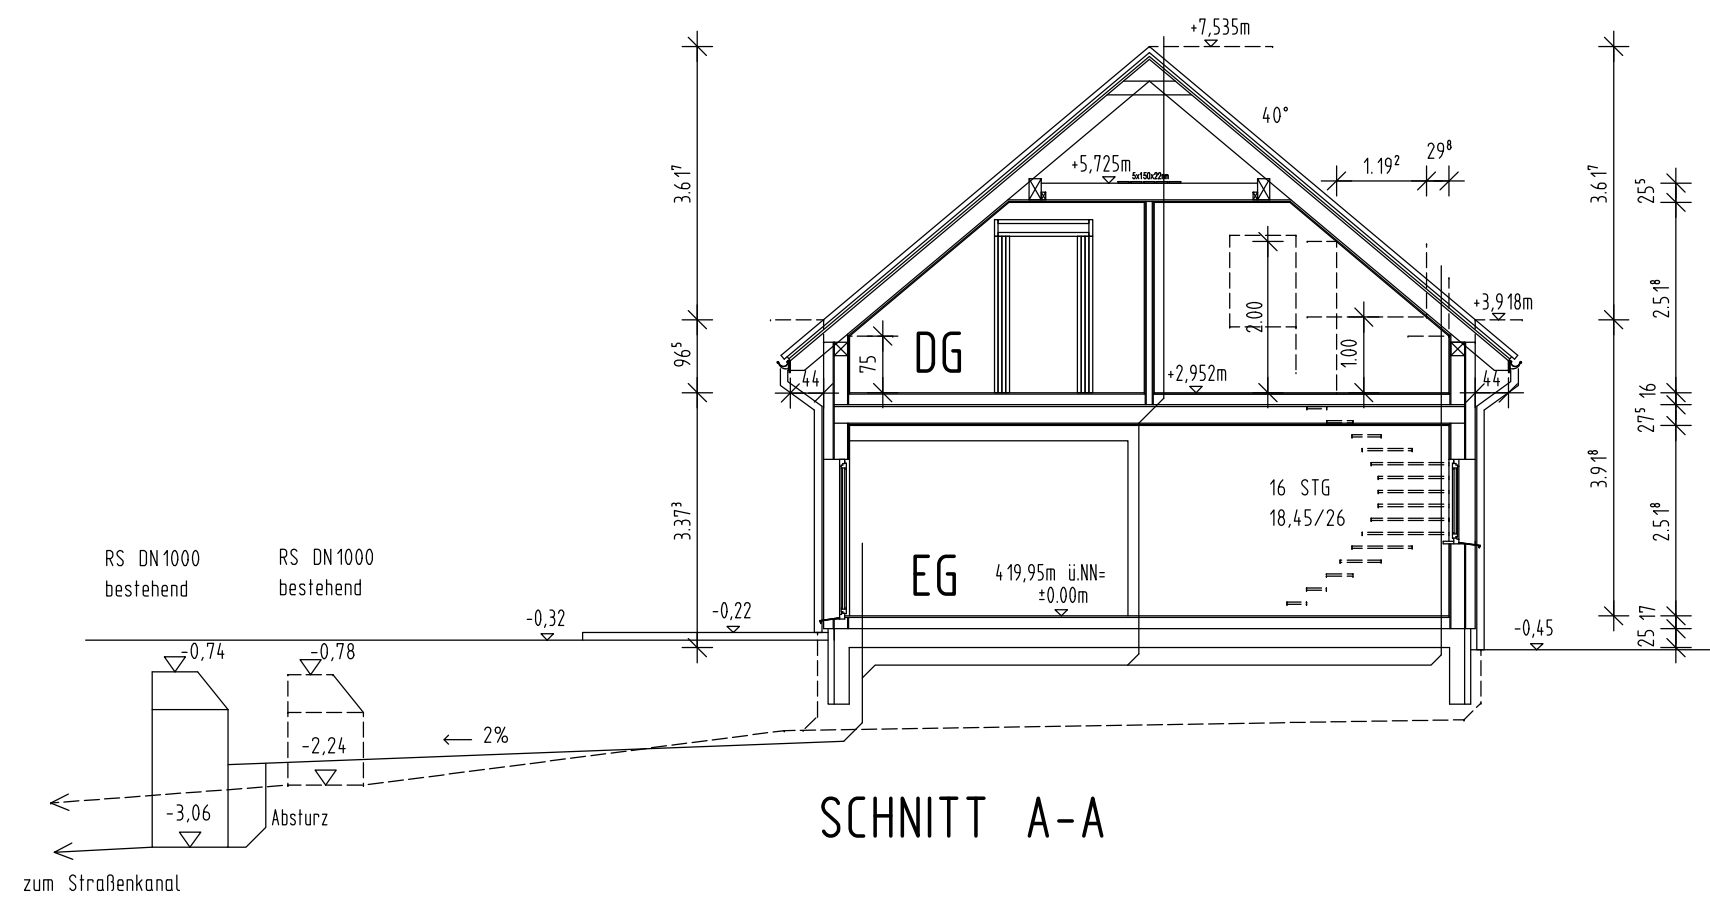 +7,535m
40°
+5,725m
5x150x22cm
1.19²
29⁸
3.61⁷
3.61⁷
25⁵
+3,918m
2.51⁸
2.00
1.00
DG
75
96⁵
44
+2,952m
44
16
27⁵
3.91⁸
16 STG
18,45/26
2.51⁸
3.37³
RS DN1000
bestehend
RS DN1000
bestehend
EG
419,95m ü.NN=
±0.00m
-0,32
-0,22
-0,45
17
25
-0,74
-0,78
2%
-2,24
-3,06
Absturz
SCHNITT A-A
zum Straßenkanal